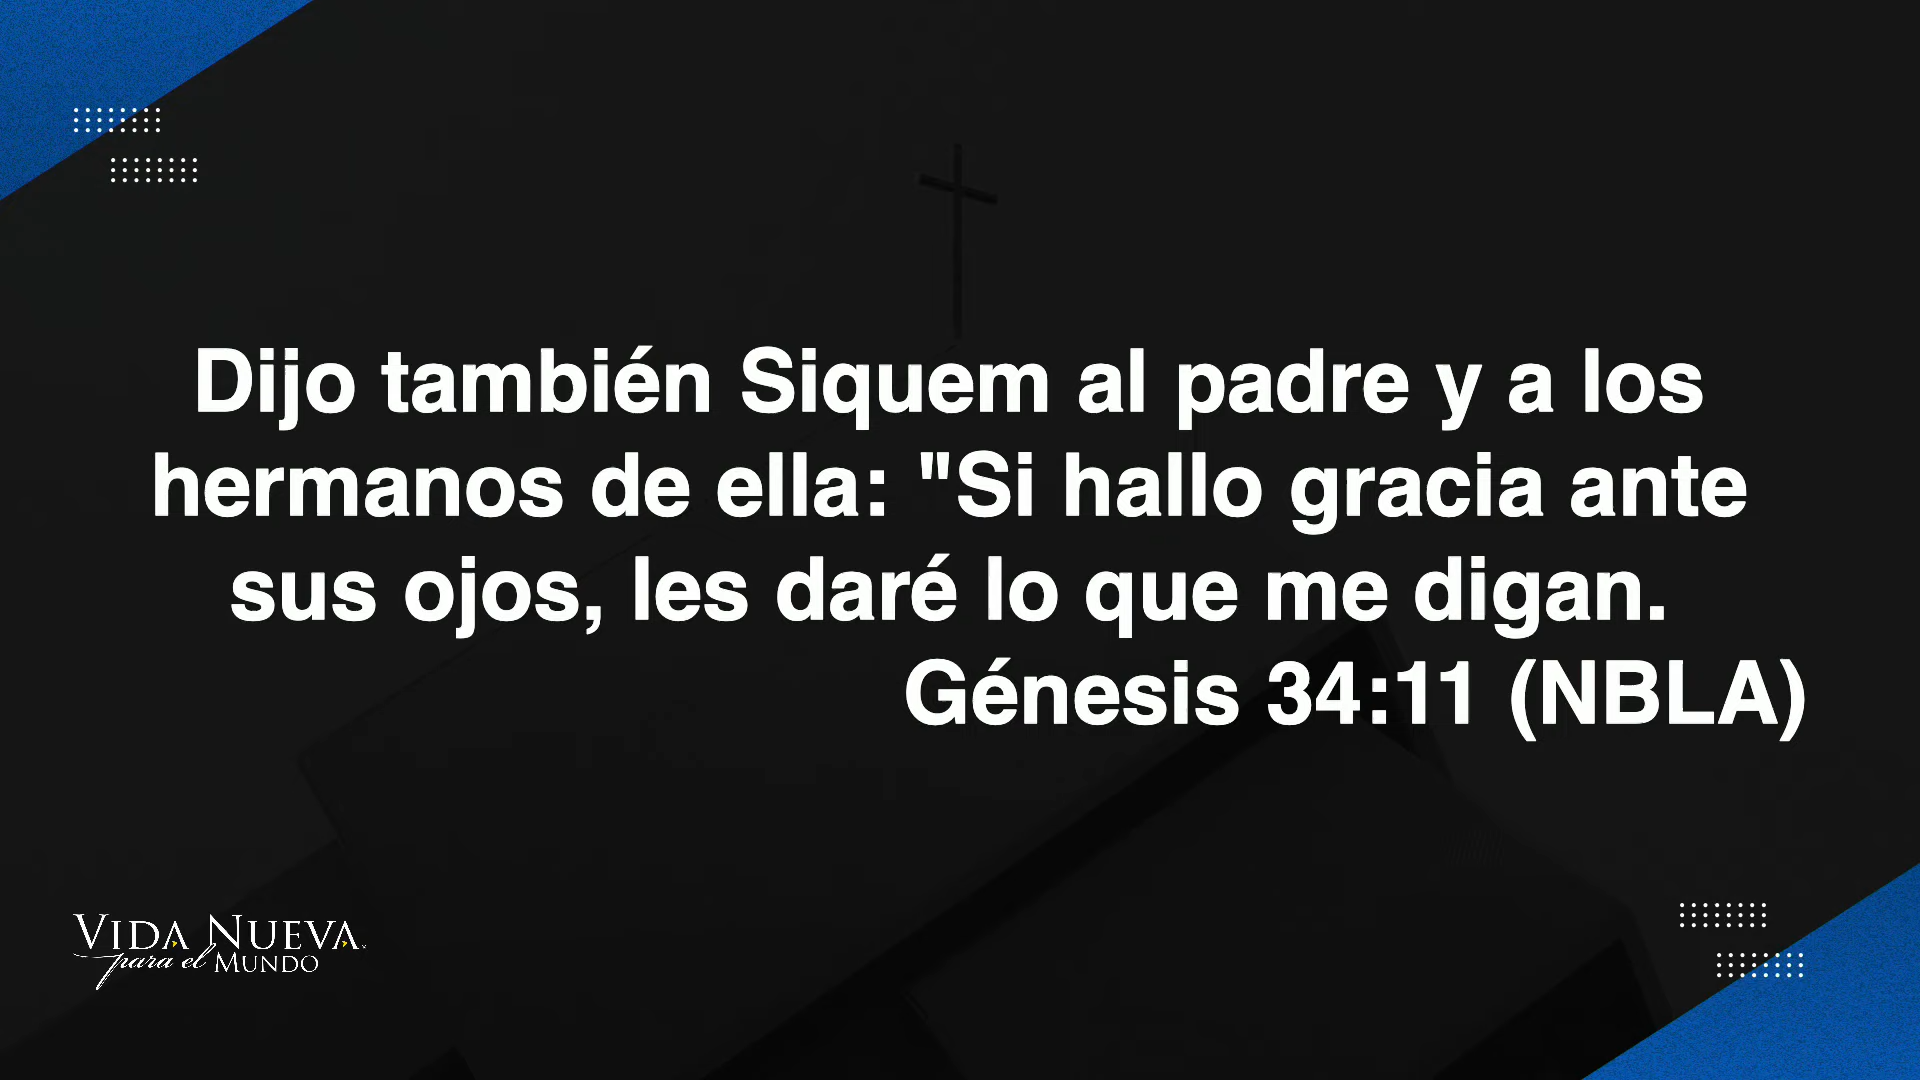 Dijo también Siquem al padre y a los
hermanos de ella: "Si hallo gracia ante
sus ojos, les daré lo que me digan.
Génesis 34:11 (NBLA)
VIDA NUEVA
para el MUNDO